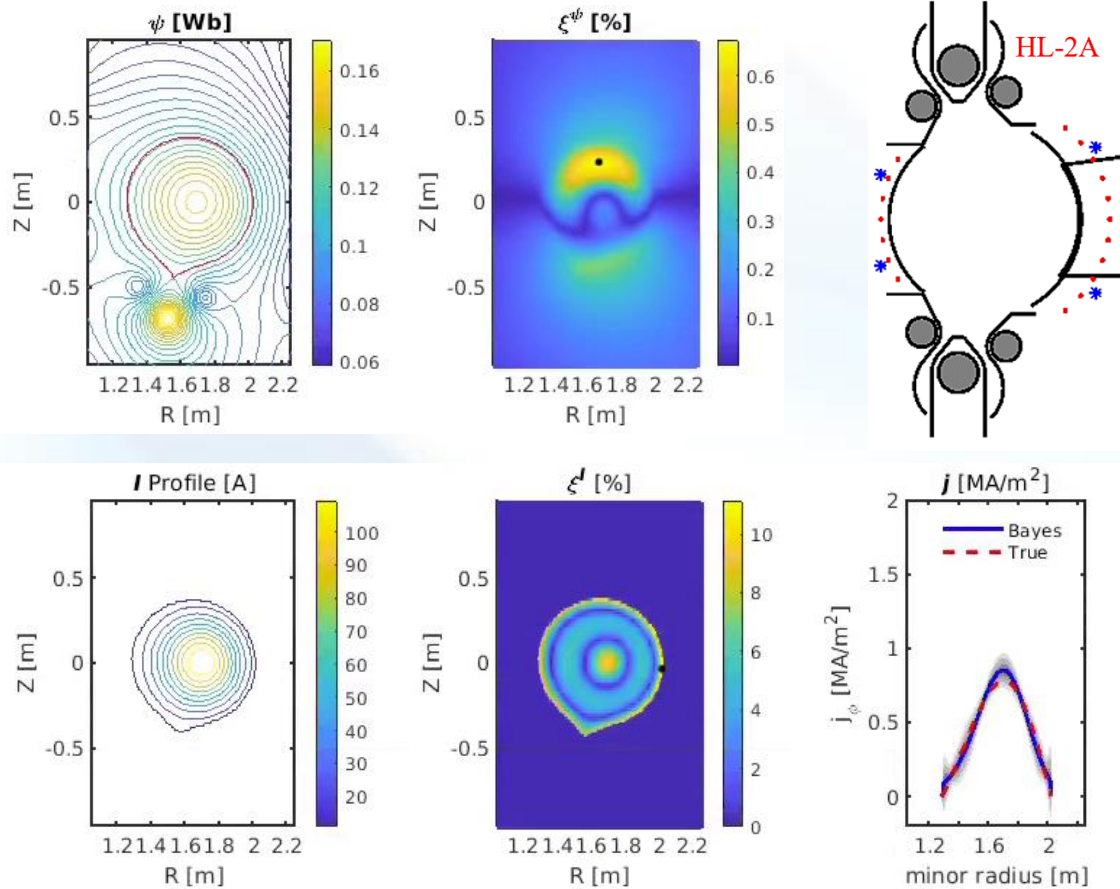 ψ [Wb]
Z [m]
0.5
0
-0.5
1.2 1.4 1.6 1.8 2 2.2
R [m]
0.16
0.14
0.12
0.1
0.08
0.06
ξ^ψ [%]
Z [m]
0.5
0
-0.5
1.2 1.4 1.6 1.8 2 2.2
R [m]
0.6
0.5
0.4
0.3
0.2
0.1
HL-2A
I Profile [A]
Z [m]
0.5
0
-0.5
1.2 1.4 1.6 1.8 2 2.2
R [m]
100
90
80
70
60
50
40
30
20
ξ^I [%]
Z [m]
0.5
0
-0.5
1.2 1.4 1.6 1.8 2 2.2
R [m]
10
8
6
4
2
0
j [MA/m²]
j_ϕ [MA/m²]
2
1.5
1
0.5
0
Bayes
True
1.2 1.6 2
minor radius [m]